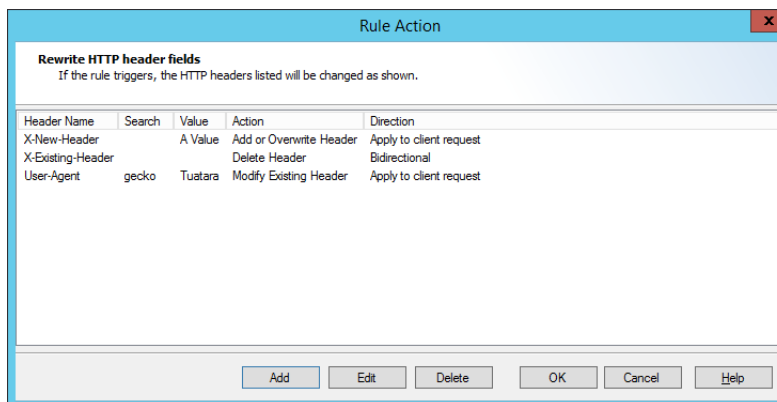 Rule Action
x
Rewrite HTTP header fields
If the rule triggers, the HTTP headers listed will be changed as shown.
Header Name Search Value Action Direction
X-New-Header A Value Add or Overwrite Header Apply to client request
X-Existing-Header Delete Header Bidirectional
User-Agent gecko Tuatara Modify Existing Header Apply to client request
Add Edit Delete OK Cancel Help